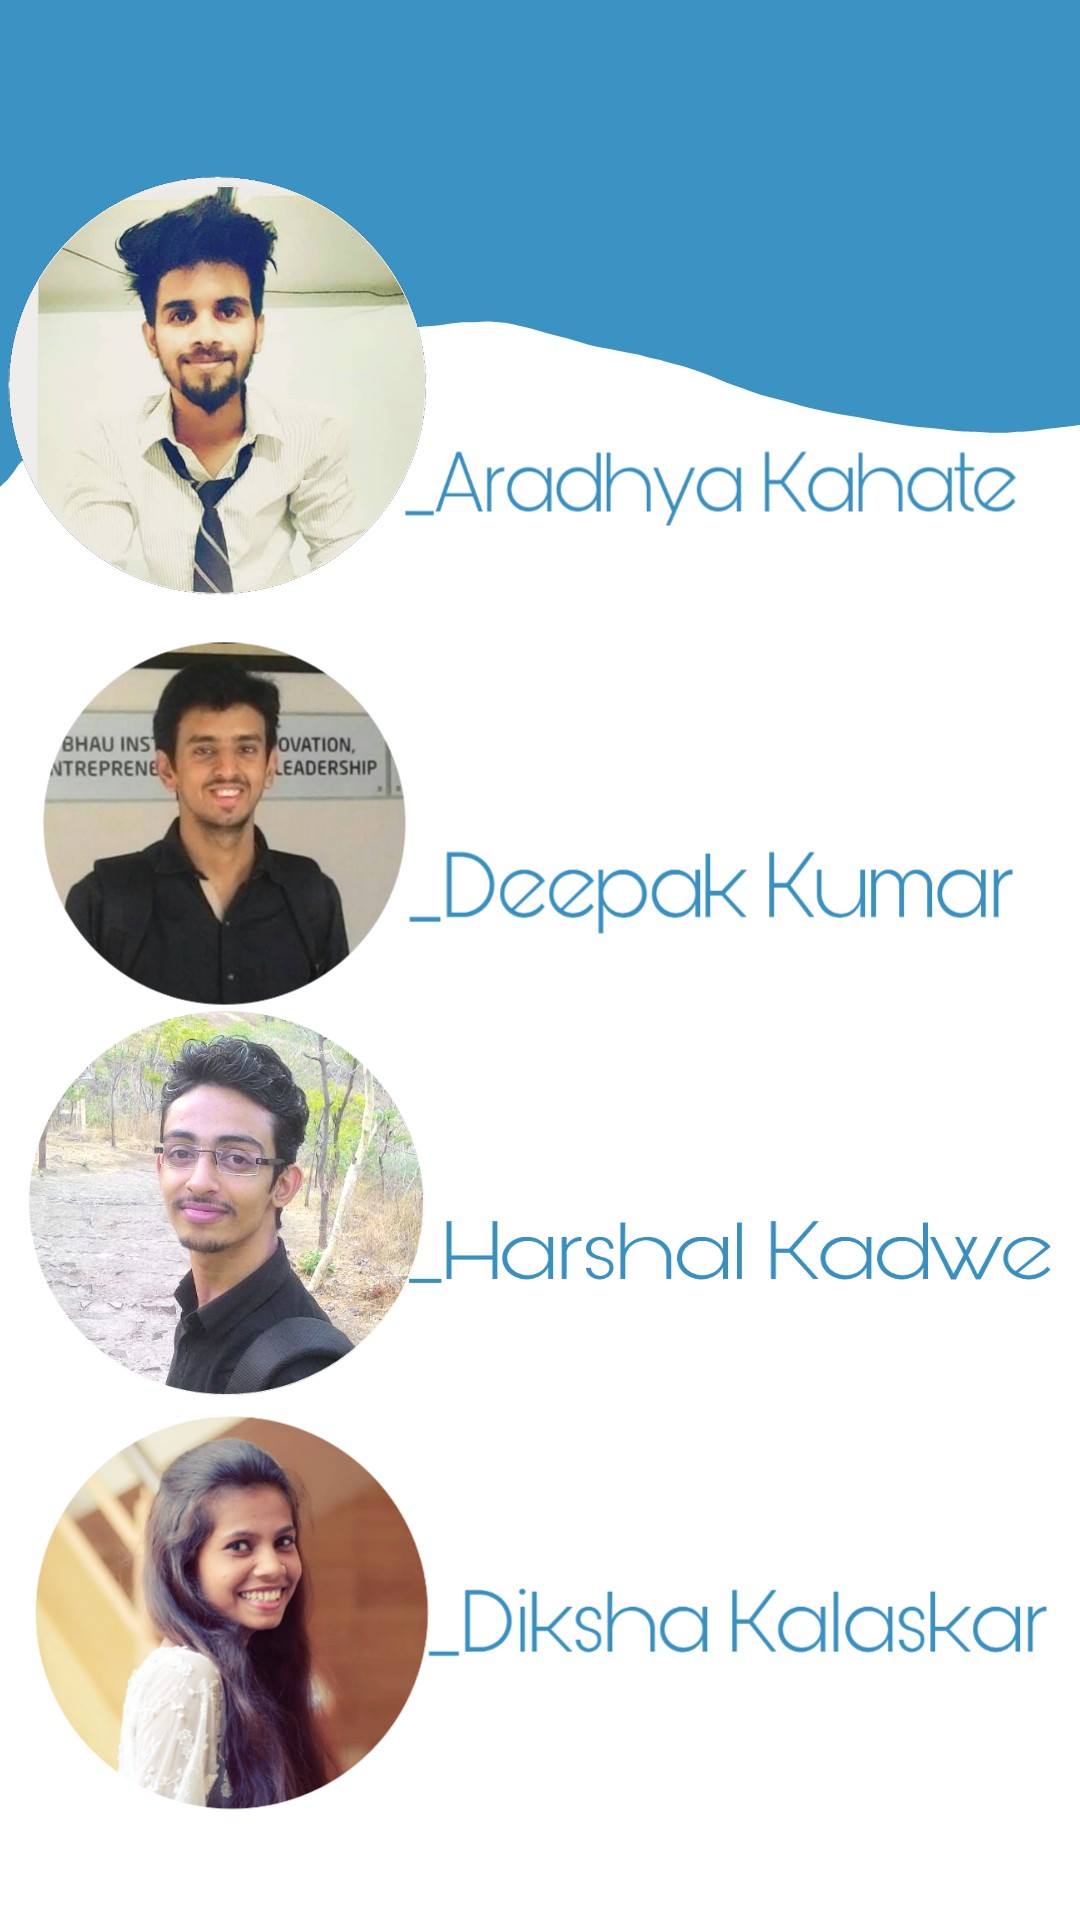 _Aradhya Kahate
BHAU INST OVATION,
NTREPRENE LEADERSHIP
_Deepak Kumar
_Harshal Kadwe
_Diksha Kalaskar